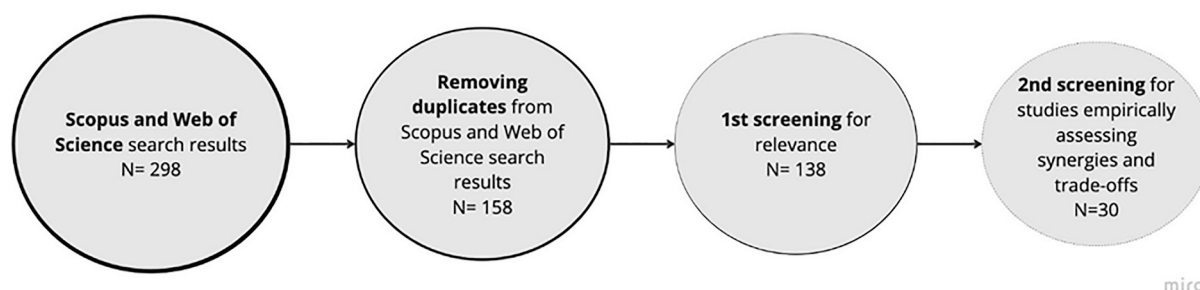 Scopus and Web of
Science search results
N= 298
Removing
duplicates from
Scopus and Web of
Science search
results
N= 158
1st screening for
relevance
N= 138
2nd screening for
studies empirically
assessing
synergies and
trade-offs
N=30
miro